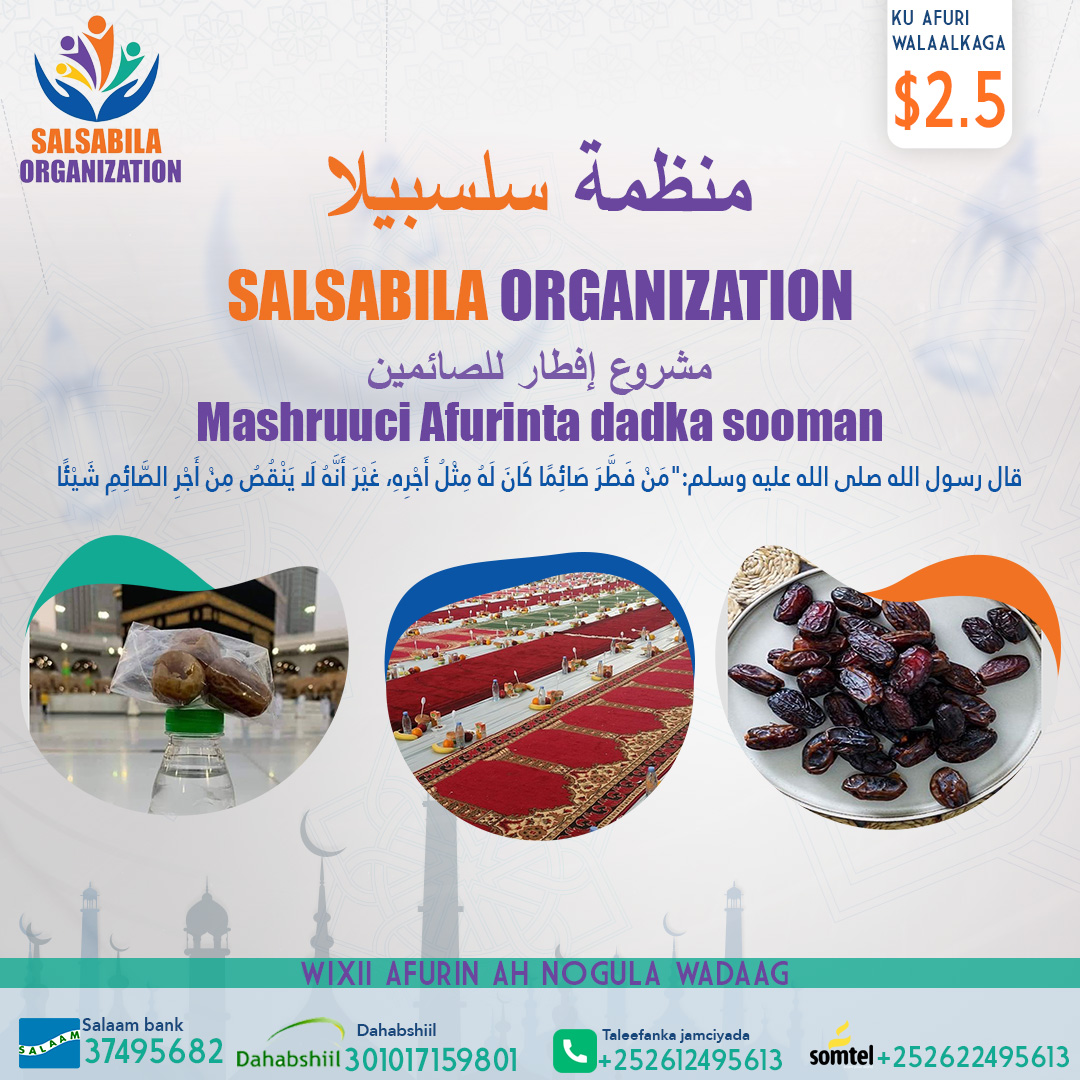 SALSABILA
ORGANIZATION
KU AFURI
WALAALKAGA
$2.5
منظمة سلسبيلا
SALSABILA ORGANIZATION
مشروع إفطار للصائمين
Mashruuci Afurinta dadka sooman
قال رسول الله صلى الله عليه وسلم:"مَنْ فَطَّرَ صَائِمًا كَانَ لَهُ مِثْلُ أَجْرِهِ، غَيْرَ أَنَّهُ لَا يَنْقُصُ مِنْ أَجْرِ الصَّائِمِ شَيْئًا
WIXII AFURIN AH NOGULA WADAAG
SALAAM
Salaam bank
37495682
Dahabshiil
Dahabshiil
301017159801
Taleefanka jamciyada
+252612495613
somtel
+252622495613